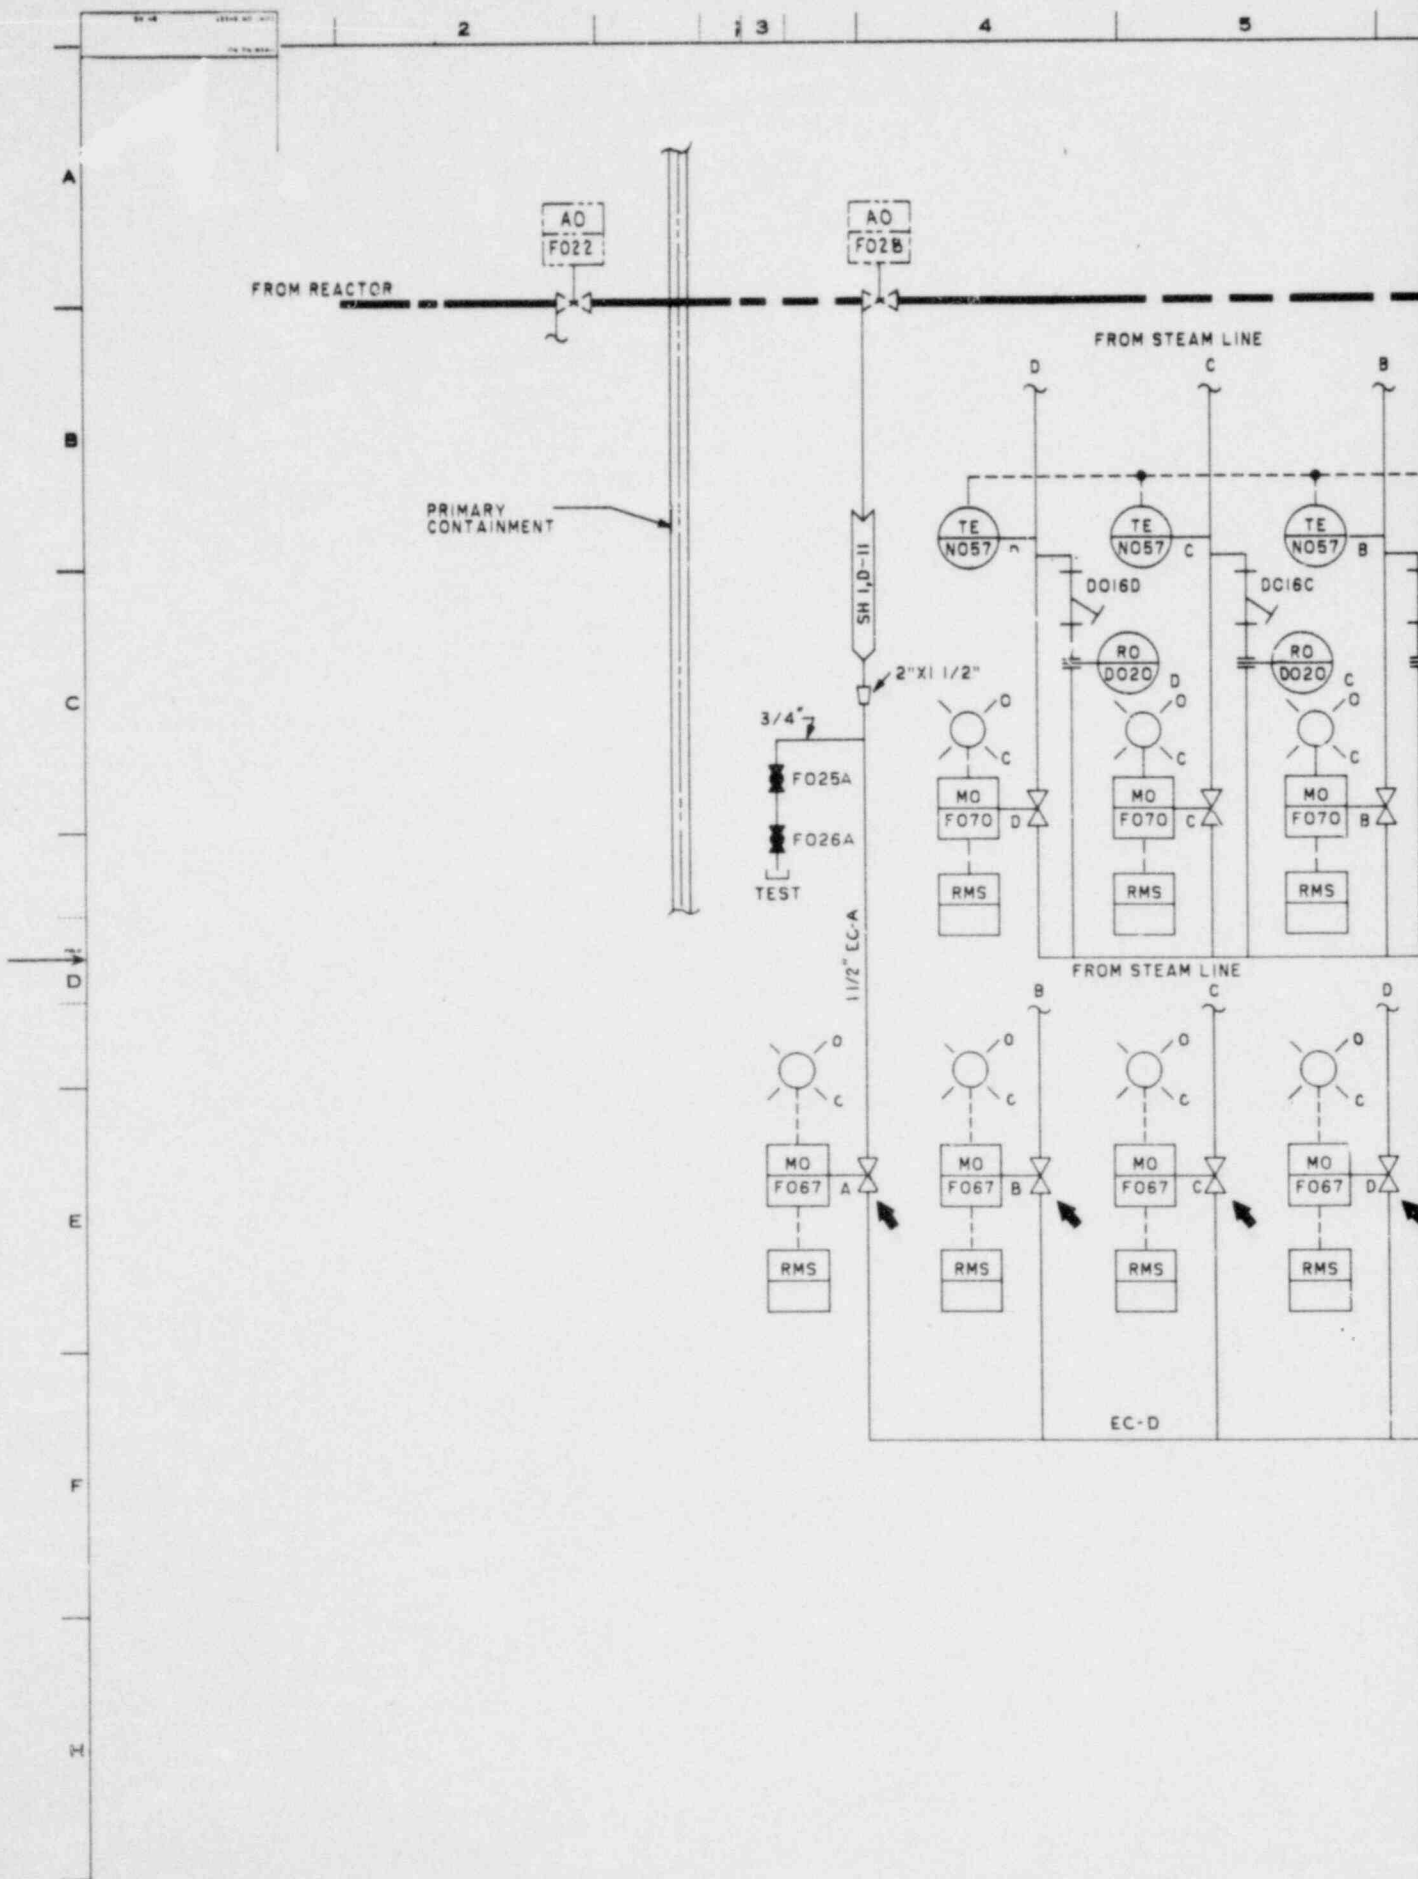 2
3
4
5
A
AO
F022
AO
F028
FROM REACTOR
FROM STEAM LINE
D
C
B
B
PRIMARY
CONTAINMENT
SH 1,D-11
TE
N057
TE
N057
C
TE
N057
B
D016D
D016C
RO
D020
D
RO
D020
C
C
2"X1 1/2"
3/4"
O
C
O
C
O
C
F025A
MO
F070
D
MO
F070
C
MO
F070
B
F026A
TEST
RMS
RMS
RMS
1 1/2" EC-A
D
FROM STEAM LINE
B
C
D
O
C
O
C
O
C
O
C
MO
F067
A
MO
F067
B
MO
F067
C
MO
F067
D
E
RMS
RMS
RMS
RMS
EC-D
F
H